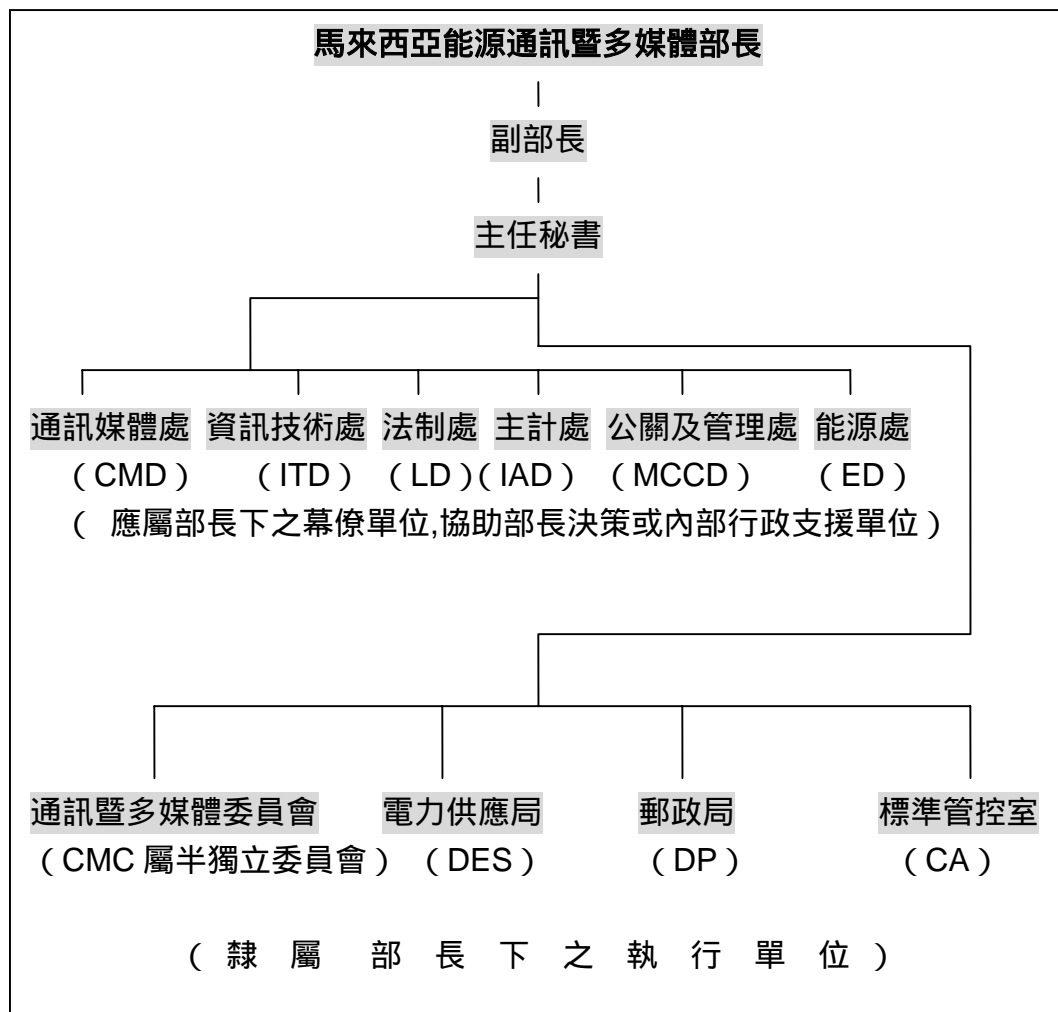 馬來西亞能源通訊暨多媒體部長
副部長
主任秘書
通訊媒體處 資訊技術處 法制處 主計處 公關及管理處 能源處
（CMD） （ITD） （LD）（IAD） （MCCD） （ED）
（ 應屬部長下之幕僚單位,協助部長決策或內部行政支援單位）
通訊暨多媒體委員會 電力供應局 郵政局 標準管控室
（CMC 屬半獨立委員會） （DES） （DP） （CA）
（ 隸 屬 部 長 下 之 執 行 單 位 ）